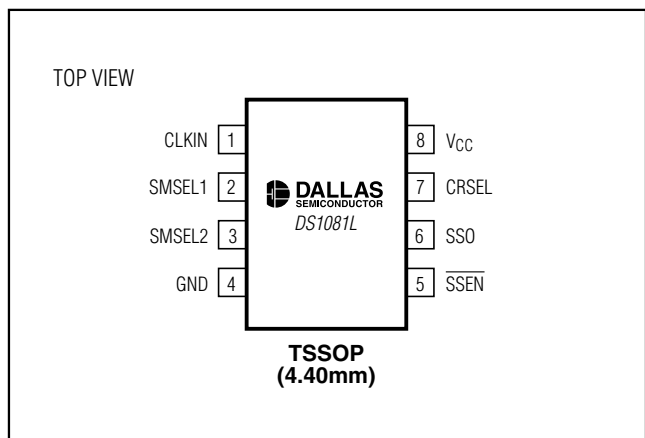 TOP VIEW
CLKIN 1 8 VCC
SMSEL1 2 DALLAS 7 CRSEL
SEMICONDUCTOR
DS1081L
SMSEL2 3 6 SSO
GND 4 5 S̅S̅E̅N̅
TSSOP
(4.40mm)